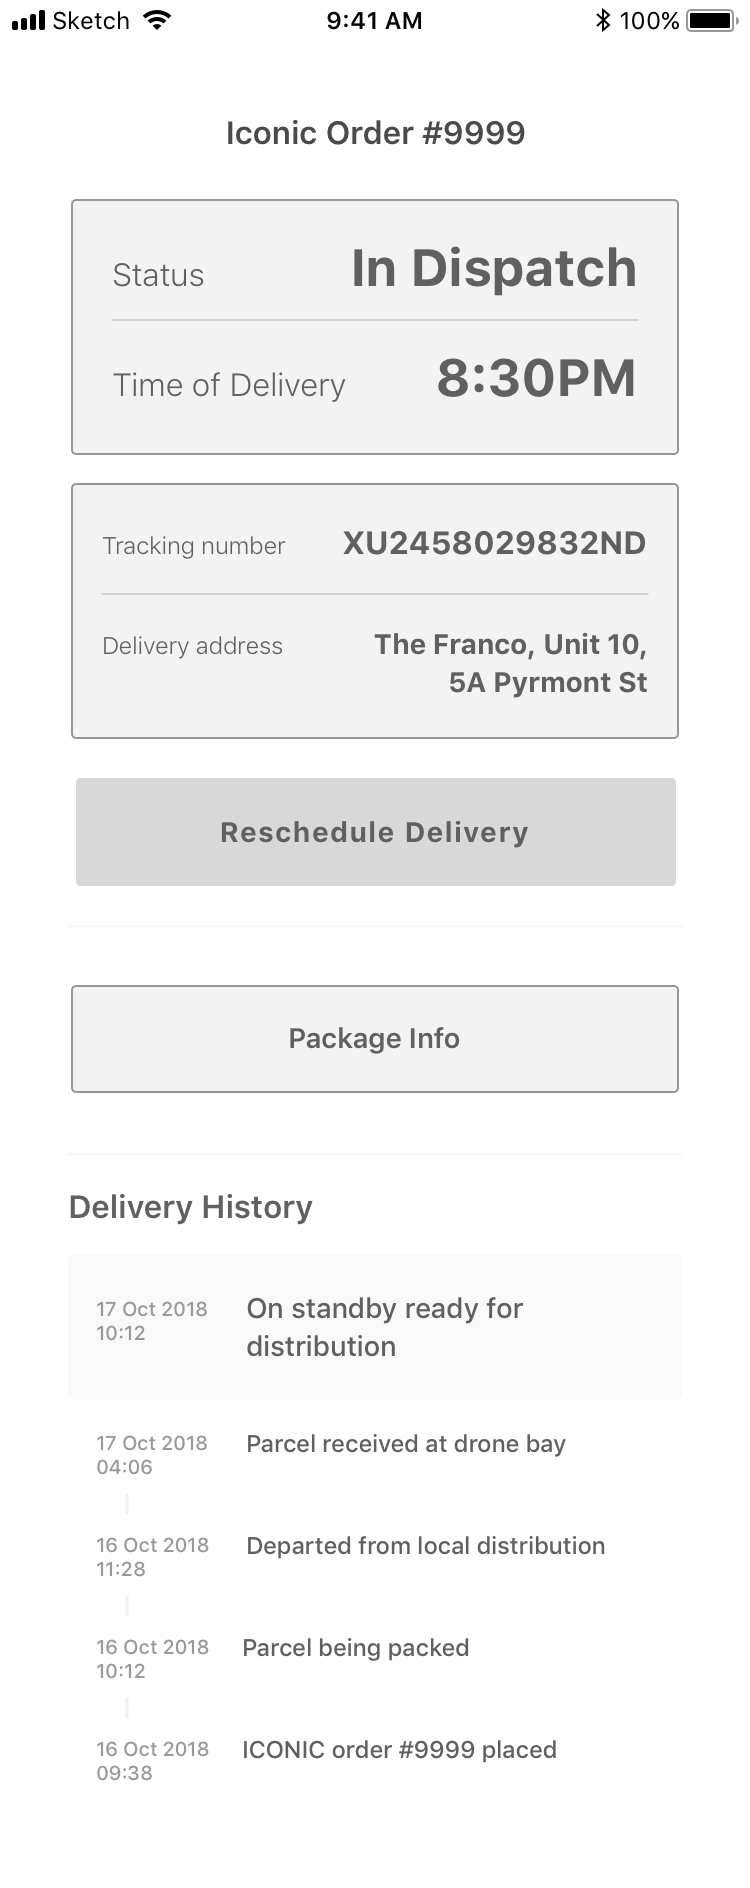 Sketch 9:41 AM 100%
Iconic Order #9999
Status In Dispatch
Time of Delivery 8:30PM
Tracking number XU2458029832ND
Delivery address The Franco, Unit 10,
5A Pyrmont St
Reschedule Delivery
Package Info
Delivery History
17 Oct 2018 On standby ready for
10:12 distribution
17 Oct 2018 Parcel received at drone bay
04:06
16 Oct 2018 Departed from local distribution
11:28
16 Oct 2018 Parcel being packed
10:12
16 Oct 2018 ICONIC order #9999 placed
09:38